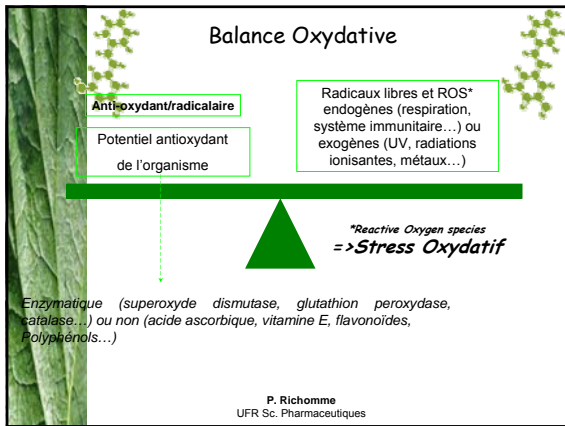 Balance Oxydative
Anti-oxydant/radicalaire
Potentiel antioxydant
de l'organisme
Radicaux libres et ROS*
endogènes (respiration,
système immunitaire...) ou
exogènes (UV, radiations
ionisantes, métaux...)
*Reactive Oxygen species
=>Stress Oxydatif
Enzymatique (superoxyde dismutase, glutathion peroxydase,
catalase...) ou non (acide ascorbique, vitamine E, flavonoïdes,
Polyphénols...)
P. Richomme
UFR Sc. Pharmaceutiques